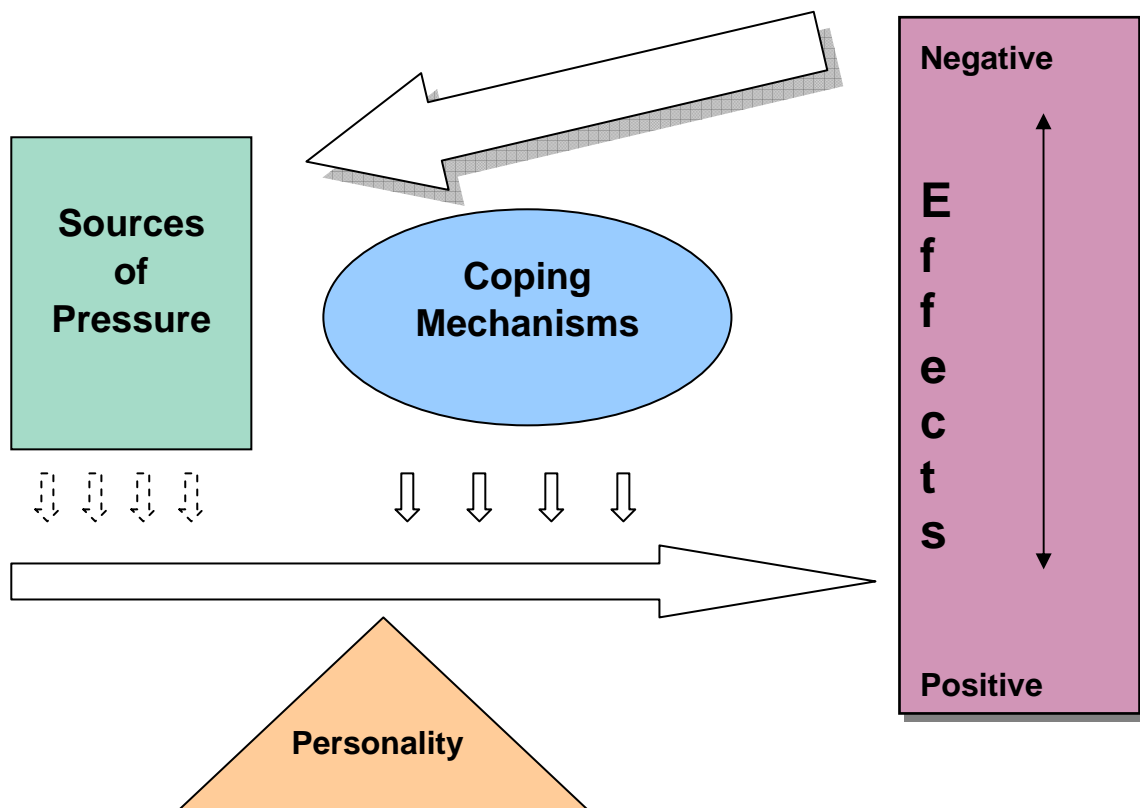 Negative
Sources
of
Pressure
Coping
Mechanisms
E
f
f
e
c
t
s
Positive
Personality